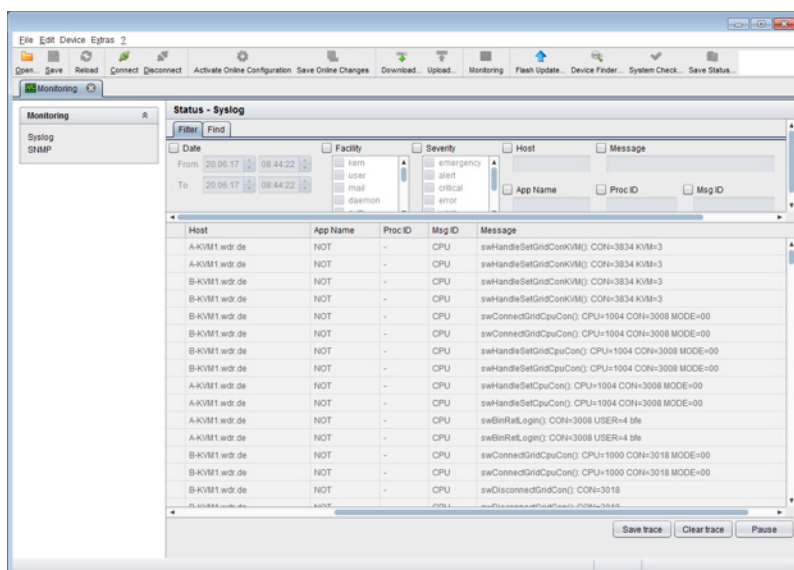 File Edit Device Extras ?
Open... Save Reload Connect Disconnect Activate Online Configuration Save Online Changes Download... Upload... Monitoring Flash Update... Device Finder... System Check... Save Status...
Monitoring
Monitoring
Syslog
SNMP
Status - Syslog
Filter Find
Date Facility Severity Host Message
From 20.06.17 08:44:22 kern emergency
user alert
To 20.06.17 08:44:22 mail critical App Name Proc ID Msg ID
daemon error
Host App Name Proc ID Msg ID Message
A-KVM1.wdr.de NOT - CPU swHandleSetGridConKVM(): CON=3834 KVM=3
A-KVM1.wdr.de NOT - CPU swHandleSetGridConKVM(): CON=3834 KVM=3
B-KVM1.wdr.de NOT - CPU swHandleSetGridConKVM(): CON=3834 KVM=3
B-KVM1.wdr.de NOT - CPU swHandleSetGridConKVM(): CON=3834 KVM=3
B-KVM1.wdr.de NOT - CPU swConnectGridCpuCon(): CPU=1004 CON=3008 MODE=00
B-KVM1.wdr.de NOT - CPU swConnectGridCpuCon(): CPU=1004 CON=3008 MODE=00
B-KVM1.wdr.de NOT - CPU swHandleSetGridCpuCon(): CPU=1004 CON=3008 MODE=00
B-KVM1.wdr.de NOT - CPU swHandleSetGridCpuCon(): CPU=1004 CON=3008 MODE=00
A-KVM1.wdr.de NOT - CPU swHandleSetCpuCon(): CPU=1004 CON=3008 MODE=00
A-KVM1.wdr.de NOT - CPU swHandleSetCpuCon(): CPU=1004 CON=3008 MODE=00
A-KVM1.wdr.de NOT - CPU swBinRetLogin(): CON=3008 USER=4 bfe
A-KVM1.wdr.de NOT - CPU swBinRetLogin(): CON=3008 USER=4 bfe
B-KVM1.wdr.de NOT - CPU swConnectGridCpuCon(): CPU=1000 CON=3018 MODE=00
B-KVM1.wdr.de NOT - CPU swConnectGridCpuCon(): CPU=1000 CON=3018 MODE=00
B-KVM1.wdr.de NOT - CPU swDisconnectGridCon(): CON=3018
B-KVM1.wdr.de NOT - CPU swDisconnectGridCon(): CON=3018
Save trace Clear trace Pause